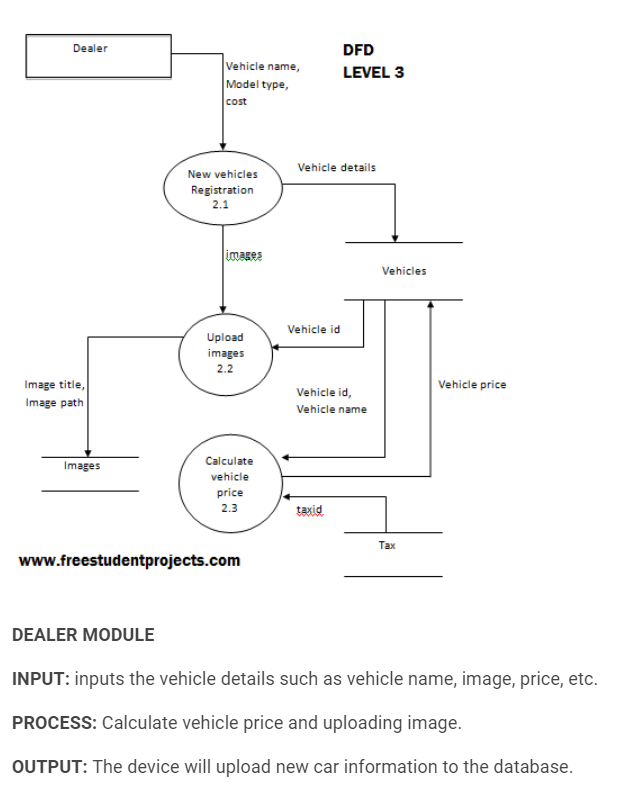 Dealer
DFD
LEVEL 3
Vehicle name,
Model type,
cost
New vehicles
Registration
2.1
Vehicle details
images
Vehicles
Upload
images
2.2
Vehicle id
Image title,
Image path
Vehicle id,
Vehicle name
Vehicle price
Images
Calculate
vehicle
price
2.3
taxid
Tax
www.freestudentprojects.com
DEALER MODULE
INPUT: inputs the vehicle details such as vehicle name, image, price, etc.
PROCESS: Calculate vehicle price and uploading image.
OUTPUT: The device will upload new car information to the database.